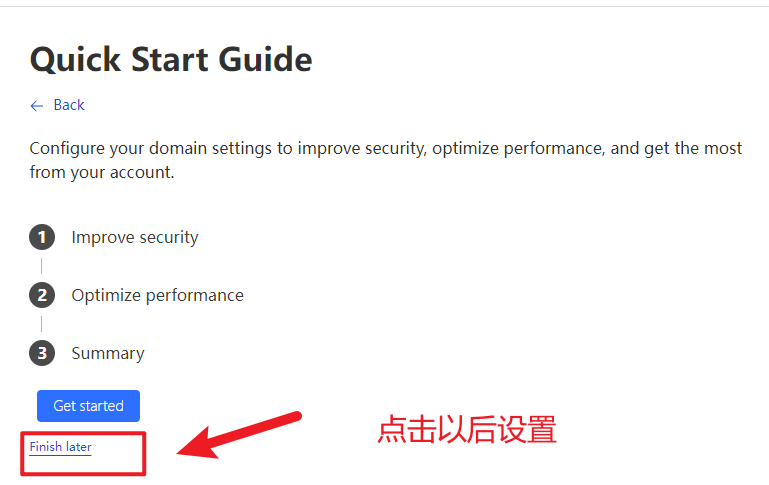 Quick Start Guide
← Back
Configure your domain settings to improve security, optimize performance, and get the most
from your account.
1 Improve security
2 Optimize performance
3 Summary
Get started
点击以后设置
Finish later